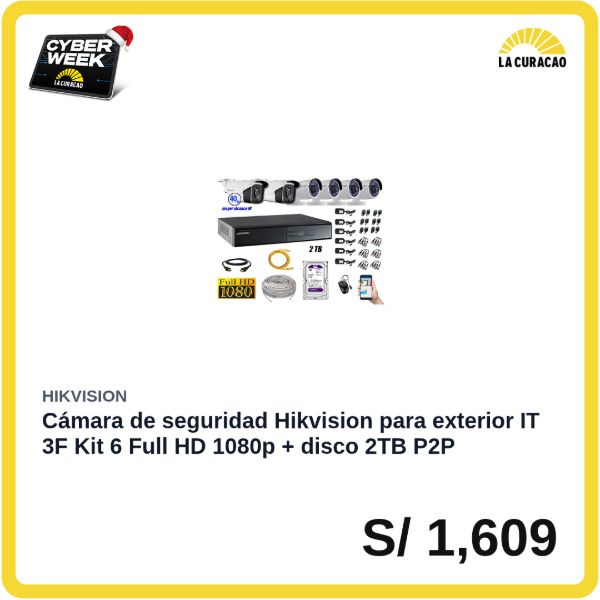 CYBER
WEEK
LA CURACAO
LA CURACAO
40
2 TB
Full HD
1080
HIKVISION
Cámara de seguridad Hikvision para exterior IT
3F Kit 6 Full HD 1080p + disco 2TB P2P
S/ 1,609